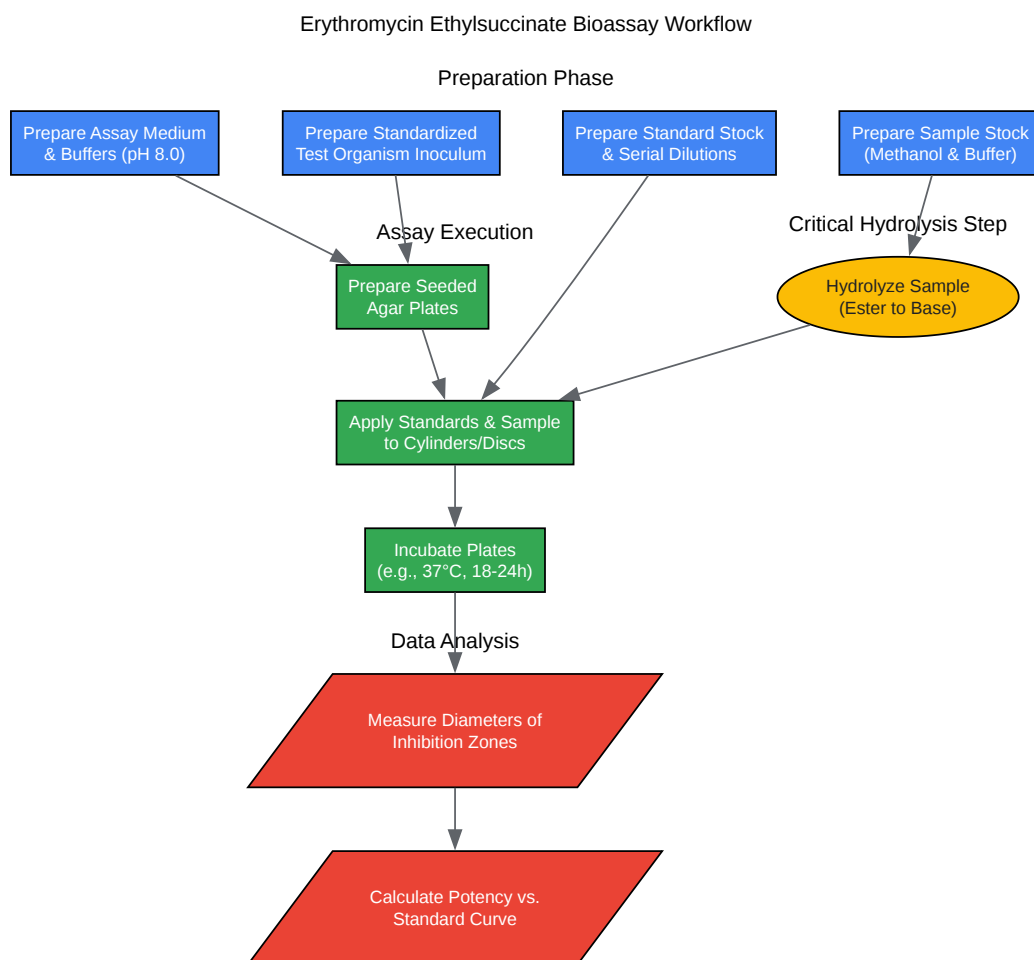 Erythromycin Ethylsuccinate Bioassay Workflow
Preparation Phase
Prepare Assay Medium
& Buffers (pH 8.0)
Prepare Standardized
Test Organism Inoculum
Prepare Standard Stock
& Serial Dilutions
Prepare Sample Stock
(Methanol & Buffer)
Assay Execution
Critical Hydrolysis Step
Prepare Seeded
Agar Plates
Hydrolyze Sample
(Ester to Base)
Apply Standards & Sample
to Cylinders/Discs
Incubate Plates
(e.g., 37°C, 18-24h)
Data Analysis
Measure Diameters of
Inhibition Zones
Calculate Potency vs.
Standard Curve